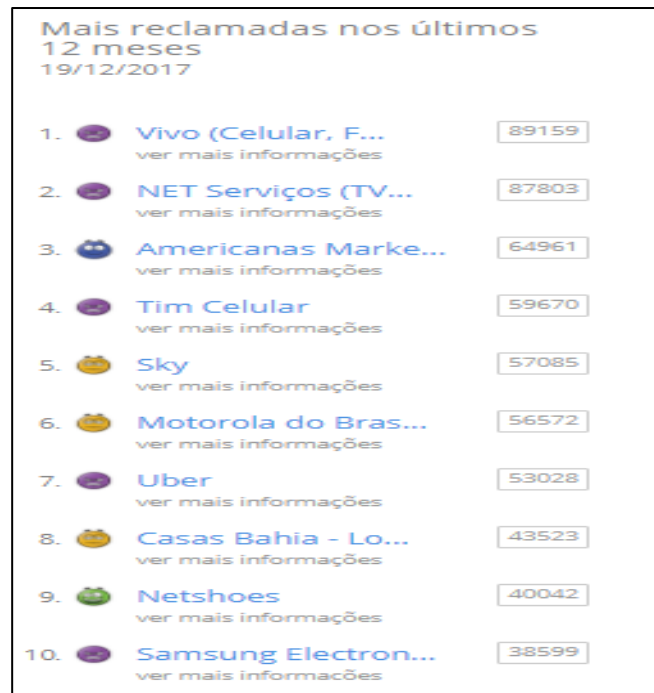 Mais reclamadas nos últimos
12 meses
19/12/2017
1. Vivo (Celular, F... 89159
ver mais informações
2. NET Serviços (TV... 87803
ver mais informações
3. Americanas Marke... 64961
ver mais informações
4. Tim Celular 59670
ver mais informações
5. Sky 57085
ver mais informações
6. Motorola do Bras... 56572
ver mais informações
7. Uber 53028
ver mais informações
8. Casas Bahia - Lo... 43523
ver mais informações
9. Netshoes 40042
ver mais informações
10. Samsung Electron... 38599
ver mais informações